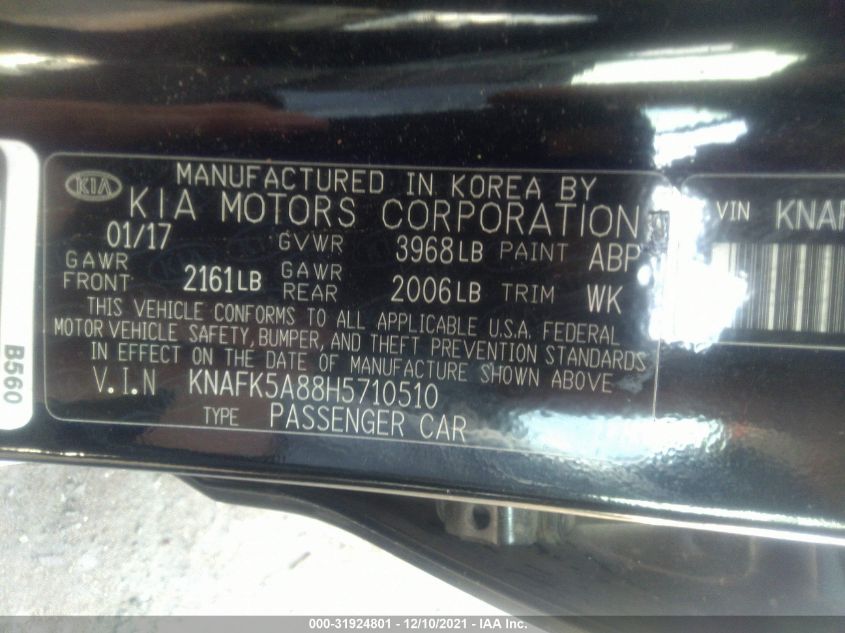 KIA
MANUFACTURED IN KOREA BY
KIA MOTORS CORPORATION
01/17 GVWR 3968LB PAINT ABP
GAWR FRONT 2161LB GAWR REAR 2006LB TRIM WK
THIS VEHICLE CONFORMS TO ALL APPLICABLE U.S.A. FEDERAL
MOTOR VEHICLE SAFETY, BUMPER, AND THEFT PREVENTION STANDARDS
IN EFFECT ON THE DATE OF MANUFACTURE SHOWN ABOVE.
V.I.N KNAFK5A88H5710510
TYPE PASSENGER CAR
VIN KNAF
B560
000-31924801 - 12/10/2021 - IAA Inc.